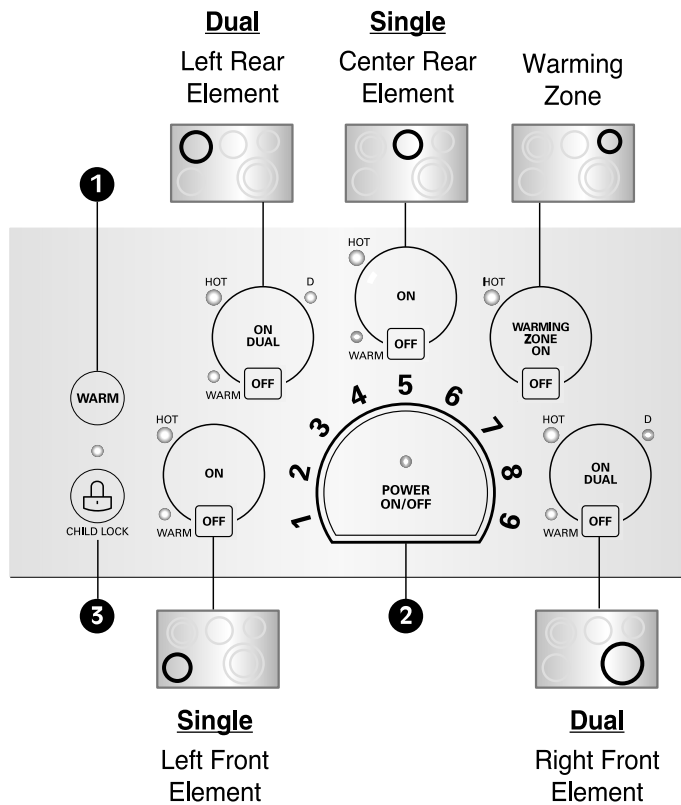 Dual
Left Rear
Element
Single
Center Rear
Element
Warming
Zone
1
HOT
D
ON
DUAL
OFF
WARM
HOT
ON
OFF
WARM
HOT
WARMING
ZONE
ON
OFF
WARM
HOT
ON
OFF
WARM
1
2
3
4
5
6
7
8
9
POWER
ON/OFF
HOT
D
ON
DUAL
OFF
WARM
CHILD LOCK
3
2
Single
Left Front
Element
Dual
Right Front
Element